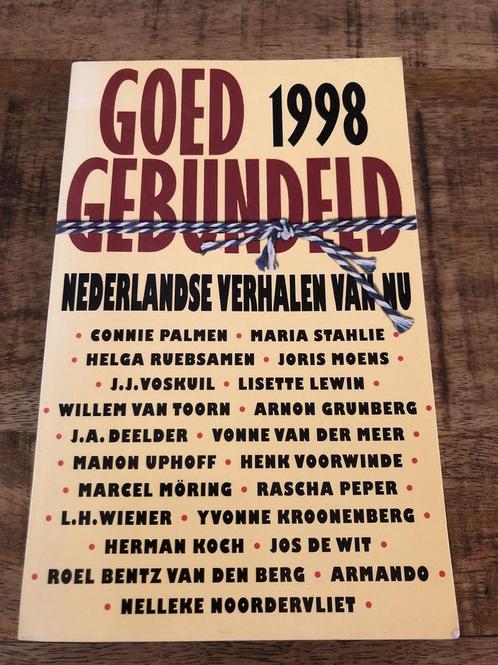 GOED 1998
GEBUNDELD
NEDERLANDSE VERHALEN VAN NU
• CONNIE PALMEN • MARIA STAHLIE •
• HELGA RUEBSAMEN • JORIS MOENS •
• J.J.VOSKUIL • LISETTE LEWIN •
• WILLEM VAN TOORN • ARNON GRUNBERG •
• J.A. DEELDER • VONNE VAN DER MEER •
• MANON UPHOFF • HENK VOORWINDE •
• MARCEL MÖRING • RASCHA PEPER •
• L.H.WIENER • YVONNE KROONENBERG •
• HERMAN KOCH • JOS DE WIT •
• ROEL BENTZ VAN DEN BERG • ARMANDO •
• NELLEKE NOORDERVLIET •